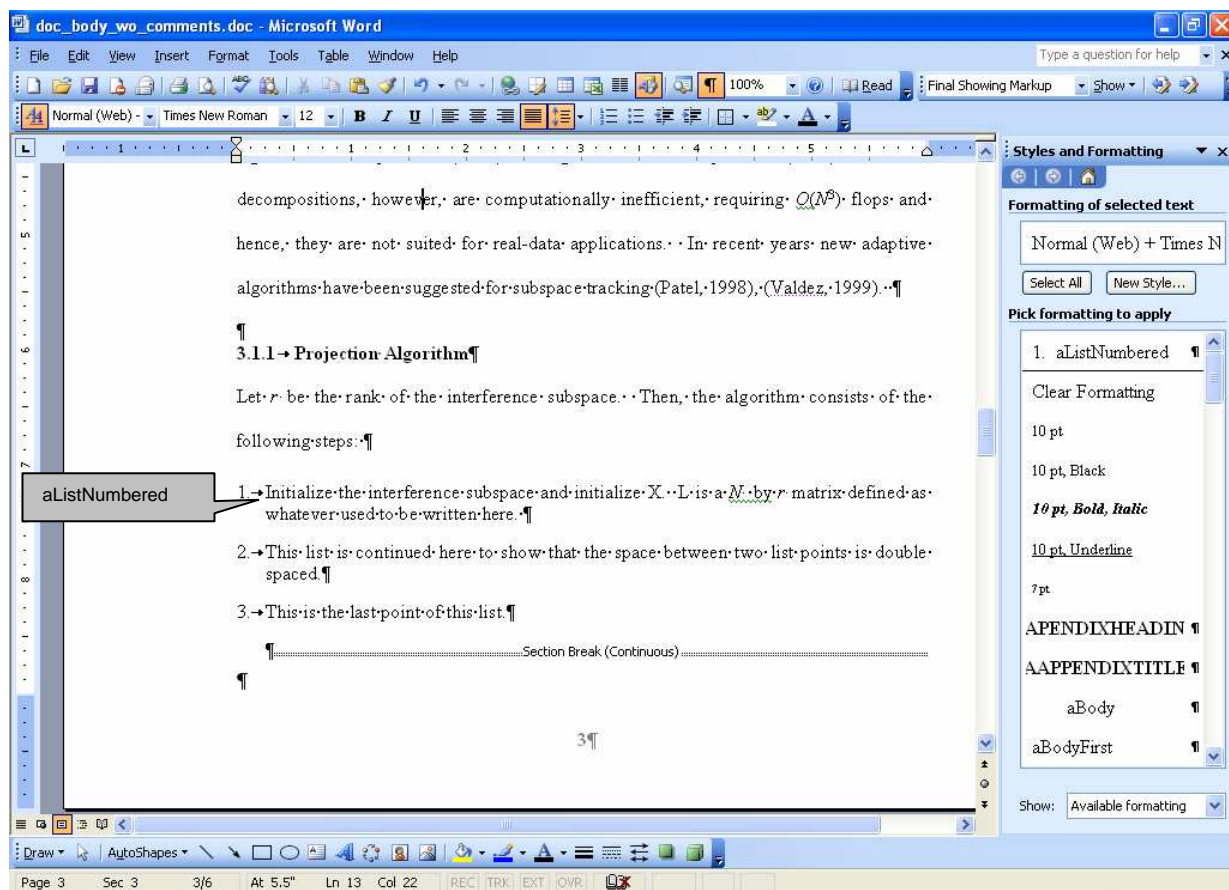 doc_body_wo_comments.doc - Microsoft Word
File Edit View Insert Format Tools Table Window Help
Type a question for help
100% Read Final Showing Markup Show
Normal (Web) - Times New Roman 12 B I U
1 1 2 3 4 5
Styles and Formatting
decompositions, however, are computationally inefficient, requiring O(N³) flops and
hence, they are not suited for real-data applications. In recent years new adaptive
algorithms have been suggested for subspace tracking (Patel, 1998), (Valdez, 1999). ¶
¶
3.1.1→Projection Algorithm¶
Let r be the rank of the interference subspace. Then, the algorithm consists of the
following steps: ¶
aListNumbered
1.→Initialize the interference subspace and initialize X. L is a N by r matrix defined as
whatever used to be written here. ¶
2.→This list is continued here to show that the space between two list points is double
spaced.¶
3.→This is the last point of this list.¶
¶Section Break (Continuous)
¶
3¶
Formatting of selected text
Normal (Web) + Times N
Select All New Style...
Pick formatting to apply
1. aListNumbered ¶
Clear Formatting
10 pt
10 pt, Black
10 pt, Bold, Italic
10 pt, Underline
7 pt
APENDIXHEADIN ¶
AAPPENDIXTITLE ¶
aBody ¶
aBodyFirst ¶
Show: Available formatting
Draw AutoShapes
Page 3 Sec 3 3/6 At 5.5" Ln 13 Col 22 REC TRK EXT OVR